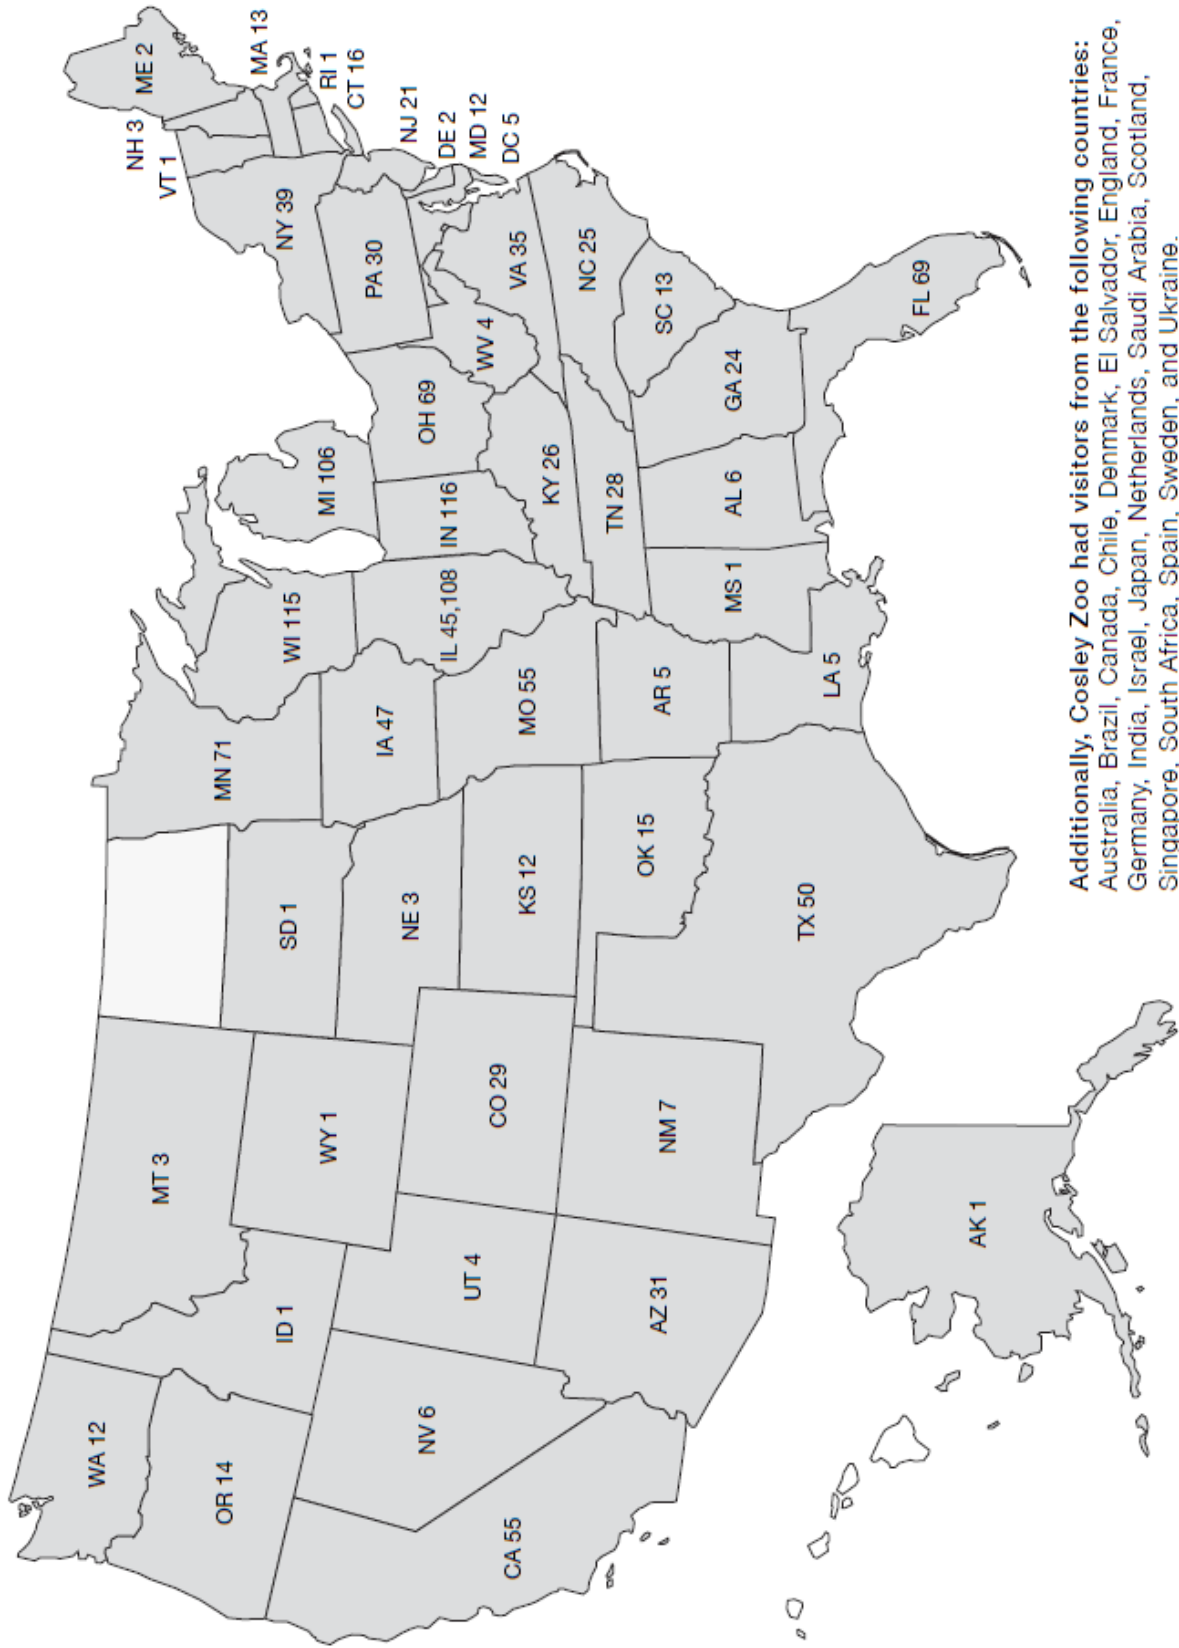 WA 12
OR 14
CA 55
NV 6
ID 1
MT 3
WY 1
UT 4
AZ 31
CO 29
NM 7
SD 1
NE 3
KS 12
OK 15
TX 50
MN 71
IA 47
MO 55
AR 5
LA 5
WI 115
IL 45,108
MI 106
IN 116
OH 69
KY 26
TN 28
MS 1
AL 6
GA 24
FL 69
SC 13
NC 25
VA 35
WV 4
PA 30
NY 39
VT 1
NH 3
ME 2
MA 13
RI 1
CT 16
NJ 21
DE 2
MD 12
DC 5
AK 1
Additionally, Cosley Zoo had visitors from the following countries:
Australia, Brazil, Canada, Chile, Denmark, El Salvador, England, France,
Germany, India, Israel, Japan, Netherlands, Saudi Arabia, Scotland,
Singapore, South Africa, Spain, Sweden, and Ukraine.